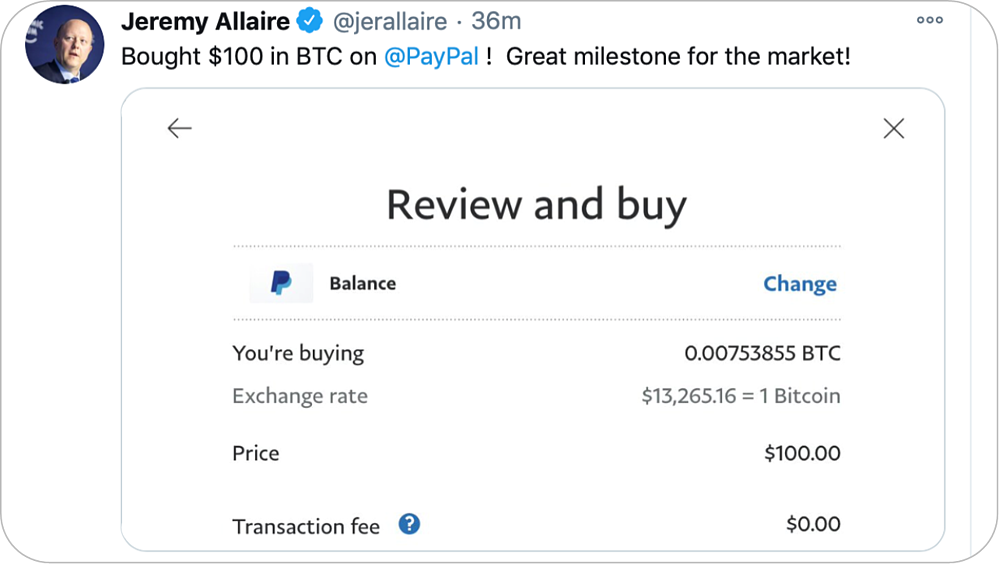 Jeremy Allaire @jerallaire · 36m
Bought $100 in BTC on @PayPal ! Great milestone for the market!
Review and buy
Balance Change
You're buying 0.00753855 BTC
Exchange rate $13,265.16 = 1 Bitcoin
Price $100.00
Transaction fee ? $0.00